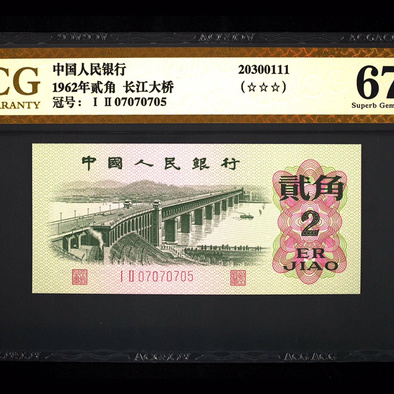 CG
ARANTY
中国人民银行
1962年贰角 长江大桥
冠号：ⅠⅡ07070705
20300111
(☆☆☆)
67
Superb Gem
中國人民銀行
貳角
2
ER
JIAO
ⅠⅡ07070705